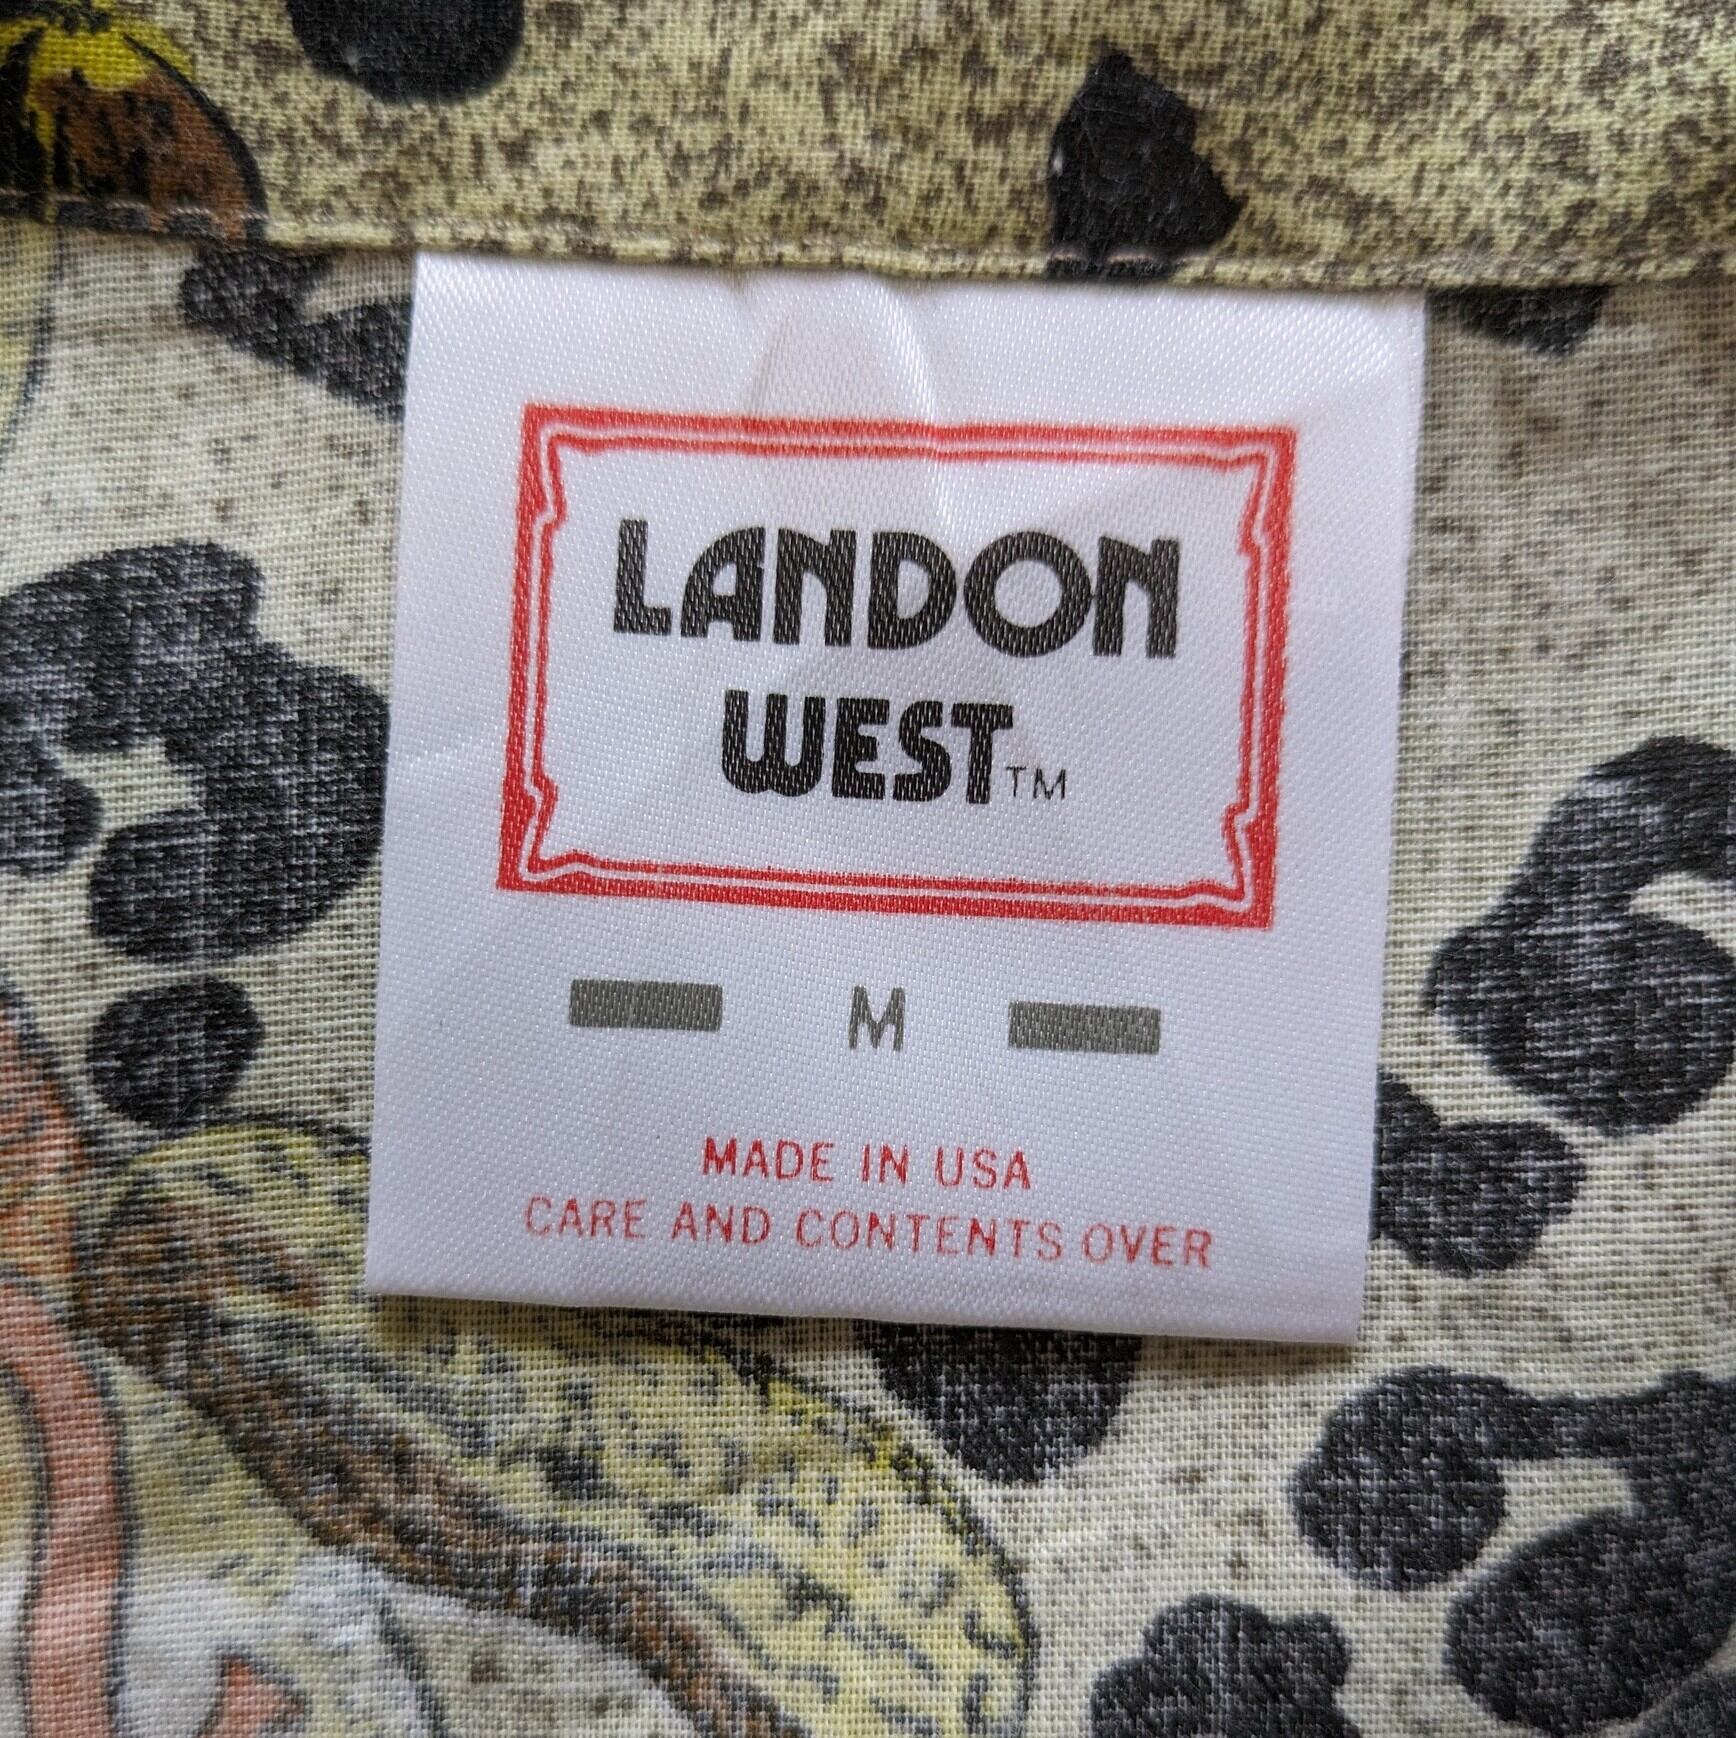 LANDON
WEST™
M
MADE IN USA
CARE AND CONTENTS OVER